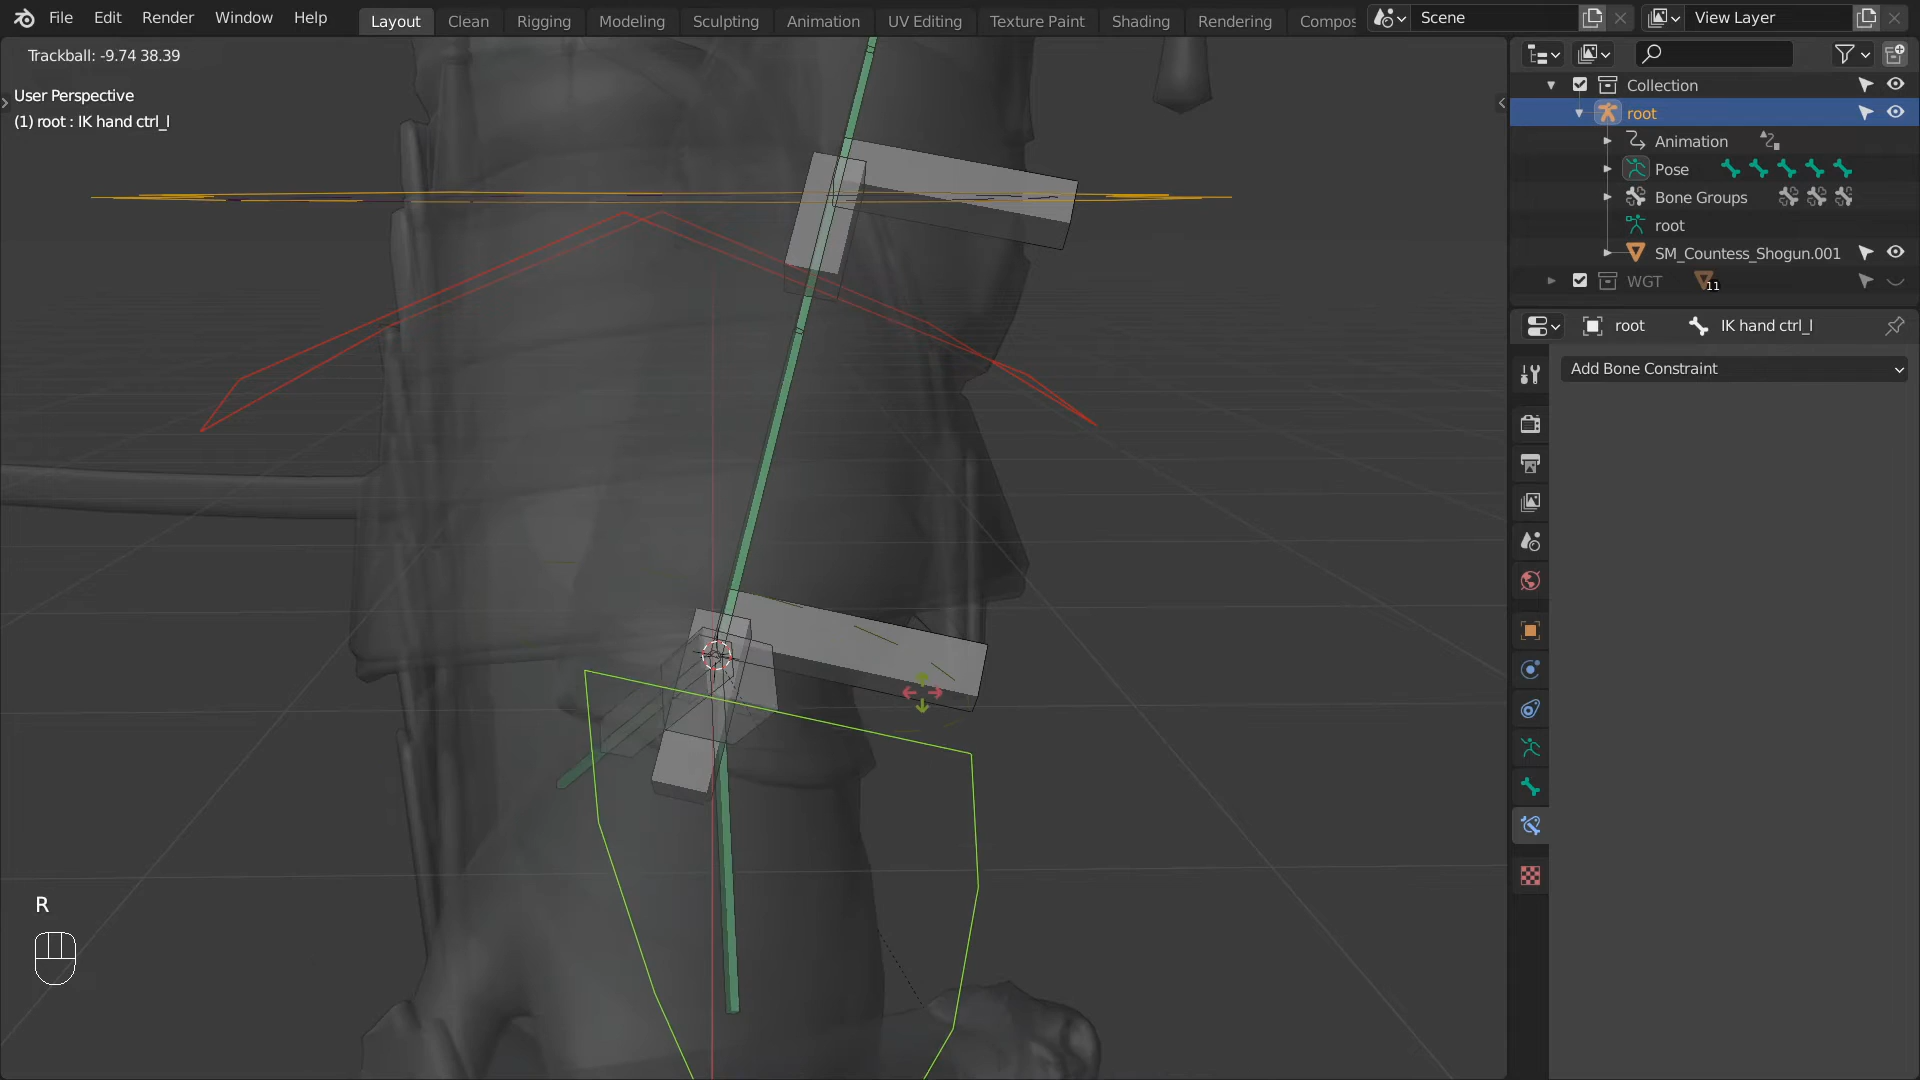 File Edit Render Window Help
Layout Clean Rigging Modeling Sculpting Animation UV Editing Texture Paint Shading Rendering Compos
Scene
View Layer
Trackball: -9.74 38.39
User Perspective
(1) root : IK hand ctrl_l
Collection
root
Animation
Pose
Bone Groups
root
SM_Countess_Shogun.001
WGT 11
root IK hand ctrl_l
Add Bone Constraint
R